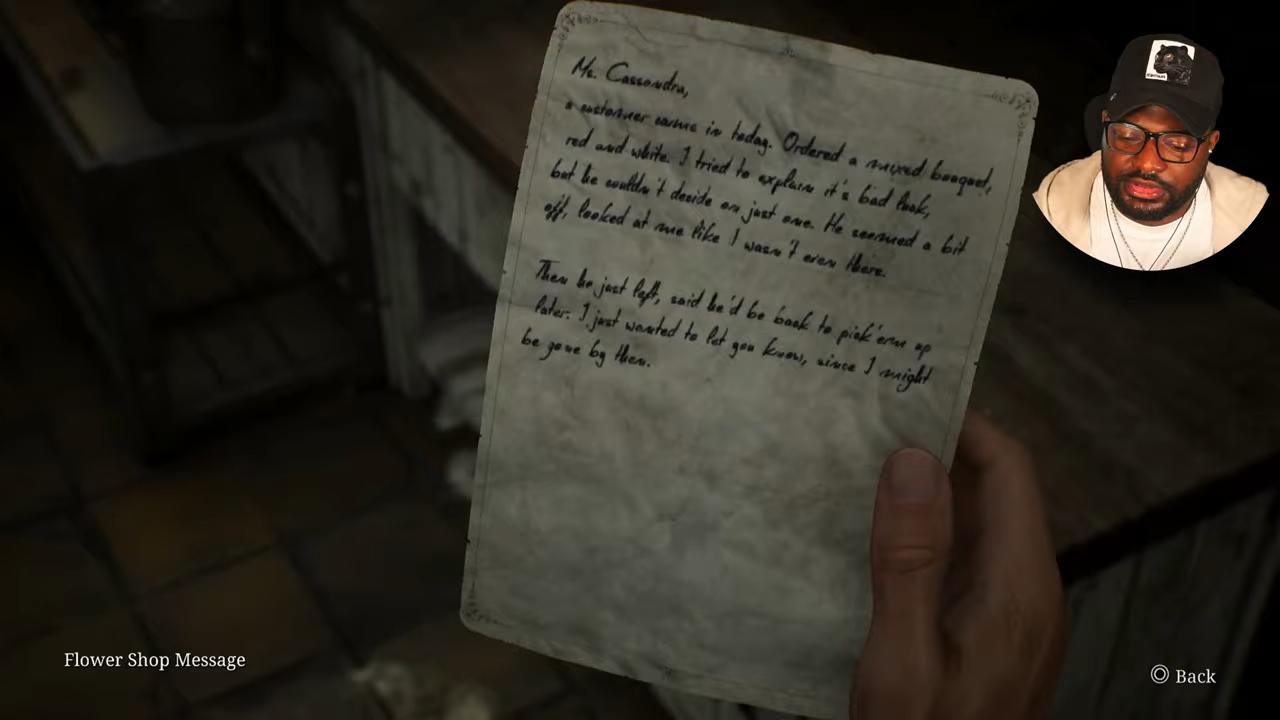 Ms. Cassandra,
a customer came in today. Ordered a mixed bouquet,
red and white. I tried to explain it's bad luck,
but he couldn't decide on just one. He seemed a bit
off, looked at me like I wasn't even there.
Then he just left, said he'd be back to pick'em up
later. I just wanted to let you know, since I might
be gone by then.
Flower Shop Message
Back